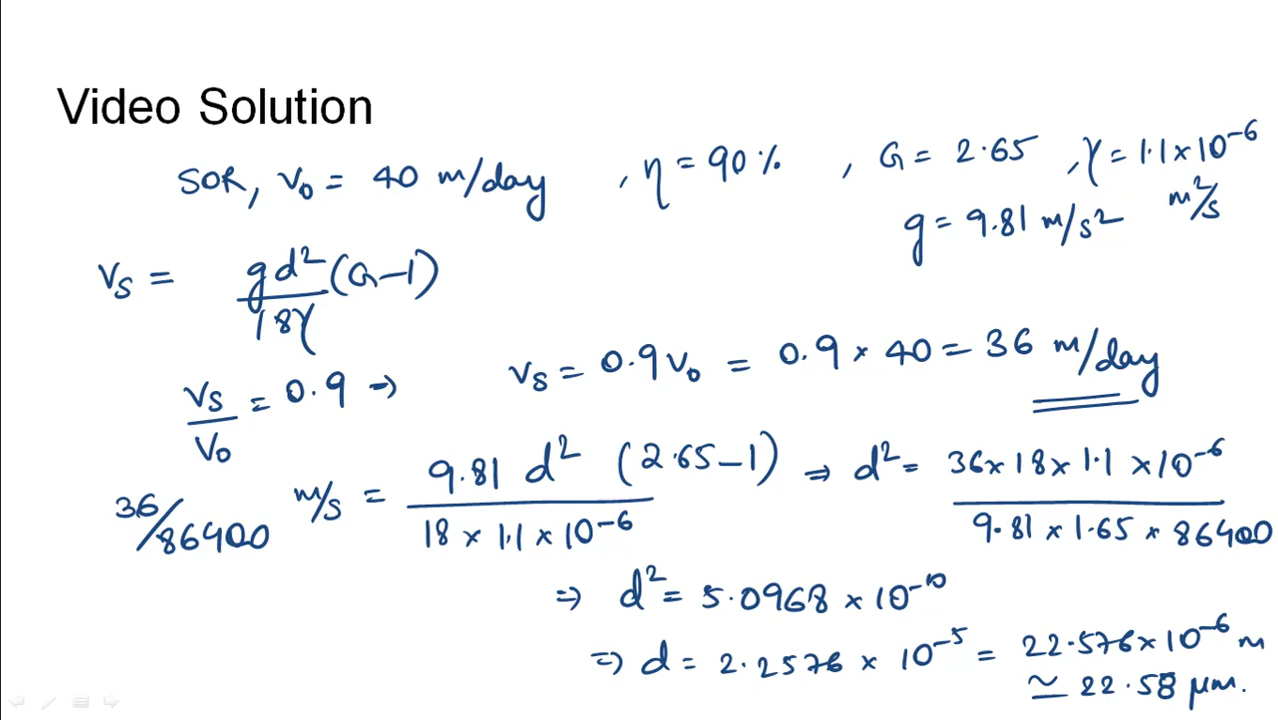 Video Solution
SOR, v₀ = 40 m/day , η = 90% , G = 2.65 , γ = 1.1×10⁻⁶ m²/s
g = 9.81 m/s²
vₛ = gd²/18γ (G-1)
vₛ/v₀ = 0.9 ⇒ vₛ = 0.9v₀ = 0.9 × 40 = 36 m/day
36/86400 m/s = 9.81 d² (2.65-1) / 18 × 1.1 × 10⁻⁶ ⇒ d² = 36×18×1.1×10⁻⁶ / 9.81 × 1.65 × 86400
⇒ d² = 5.0968 × 10⁻¹⁰
⇒ d = 2.2576 × 10⁻⁵ = 22.576×10⁻⁶ m
≃ 22.58 μm.